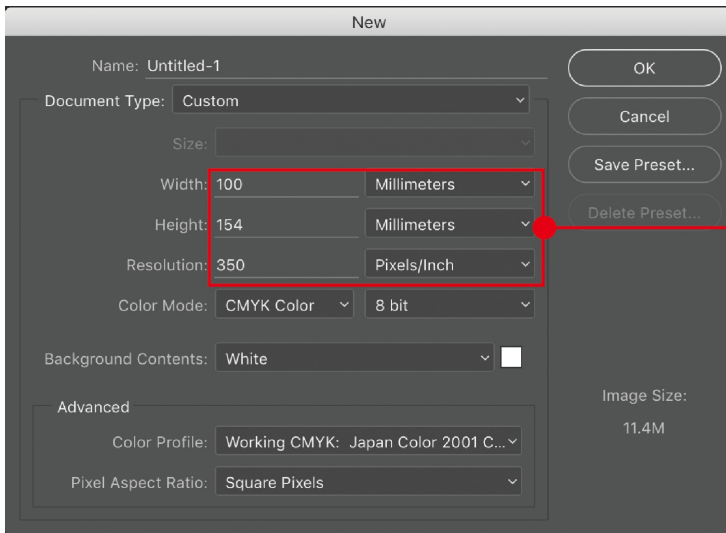 New
Name: Untitled-1
OK
Document Type: Custom
Cancel
Size:
Save Preset...
Width: 100 Millimeters
Delete Preset...
Height: 154 Millimeters
Resolution: 350 Pixels/Inch
Color Mode: CMYK Color 8 bit
Background Contents: White
Image Size:
11.4M
Advanced
Color Profile: Working CMYK: Japan Color 2001 C...
Pixel Aspect Ratio: Square Pixels